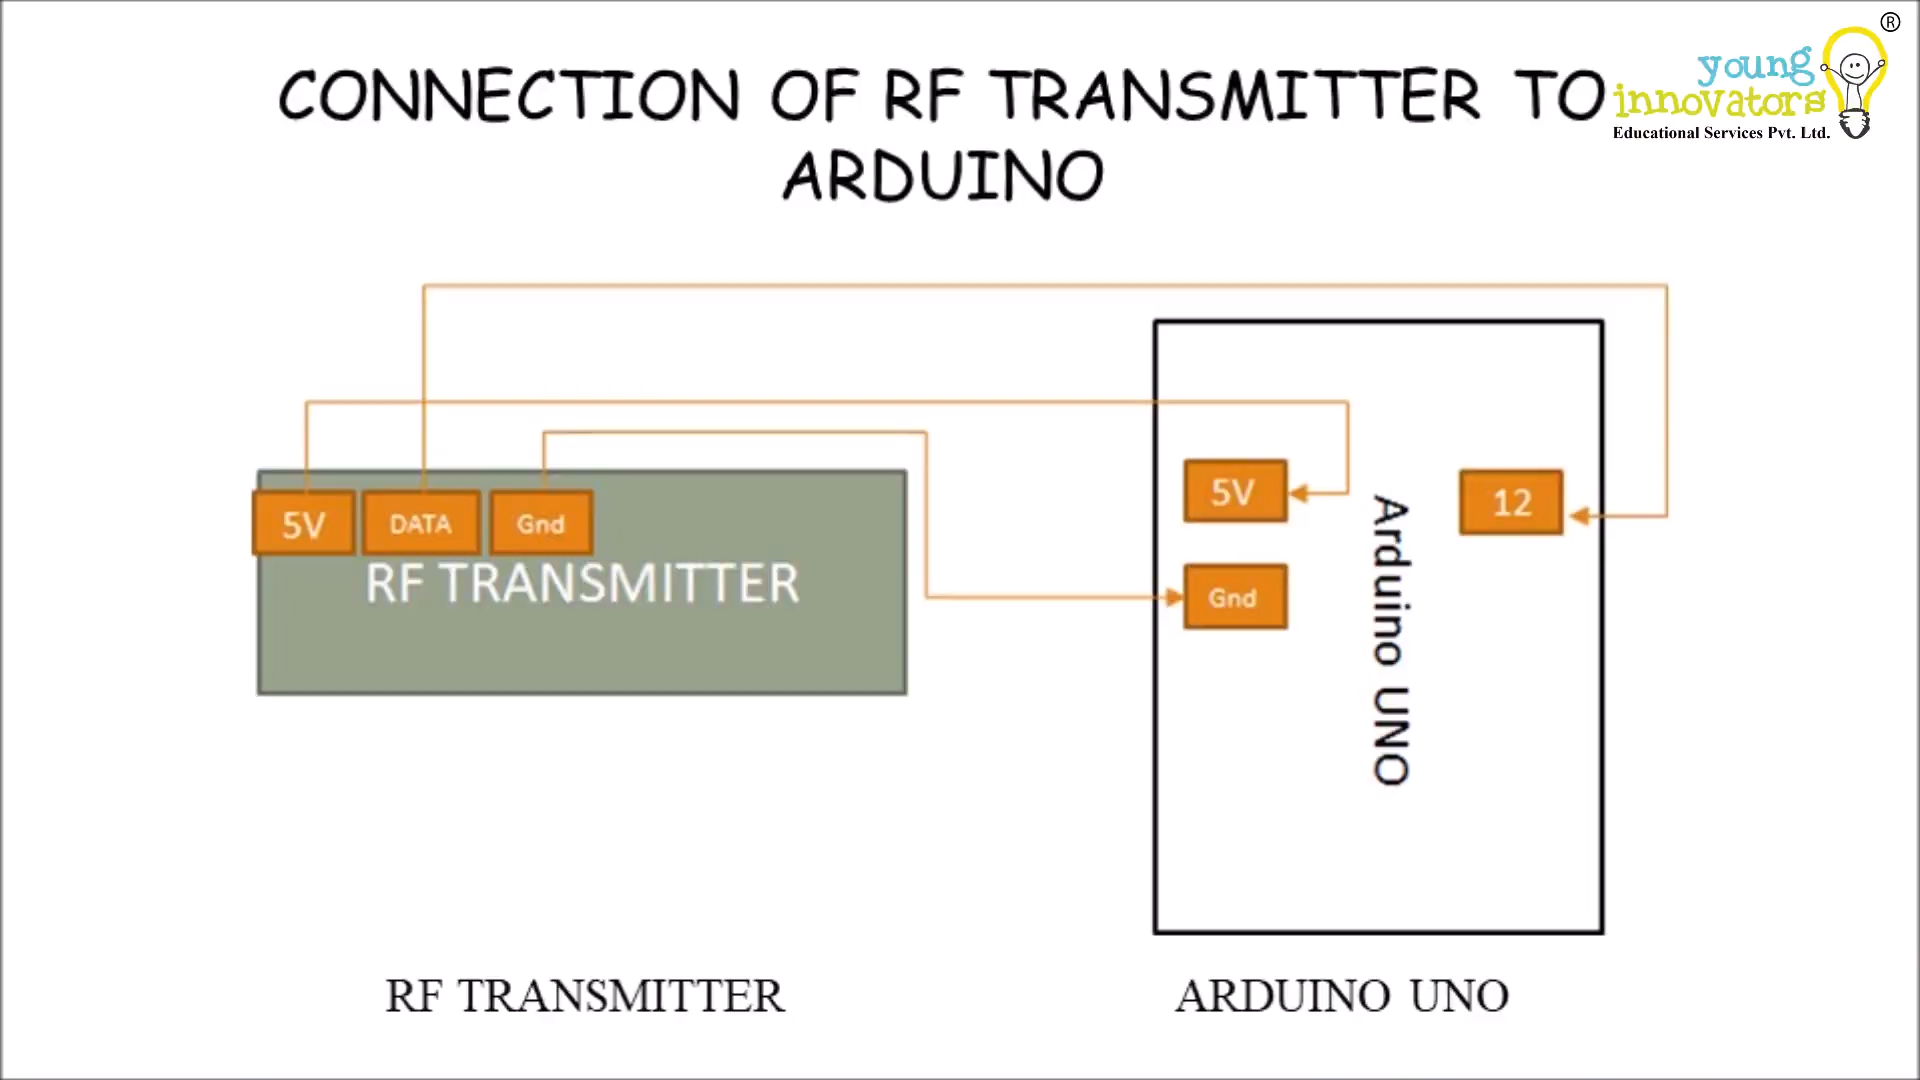 ®
young
innovators
Educational Services Pvt. Ltd.
CONNECTION OF RF TRANSMITTER TO
ARDUINO
5V
DATA
Gnd
RF TRANSMITTER
5V
Gnd
Arduino UNO
12
RF TRANSMITTER
ARDUINO UNO